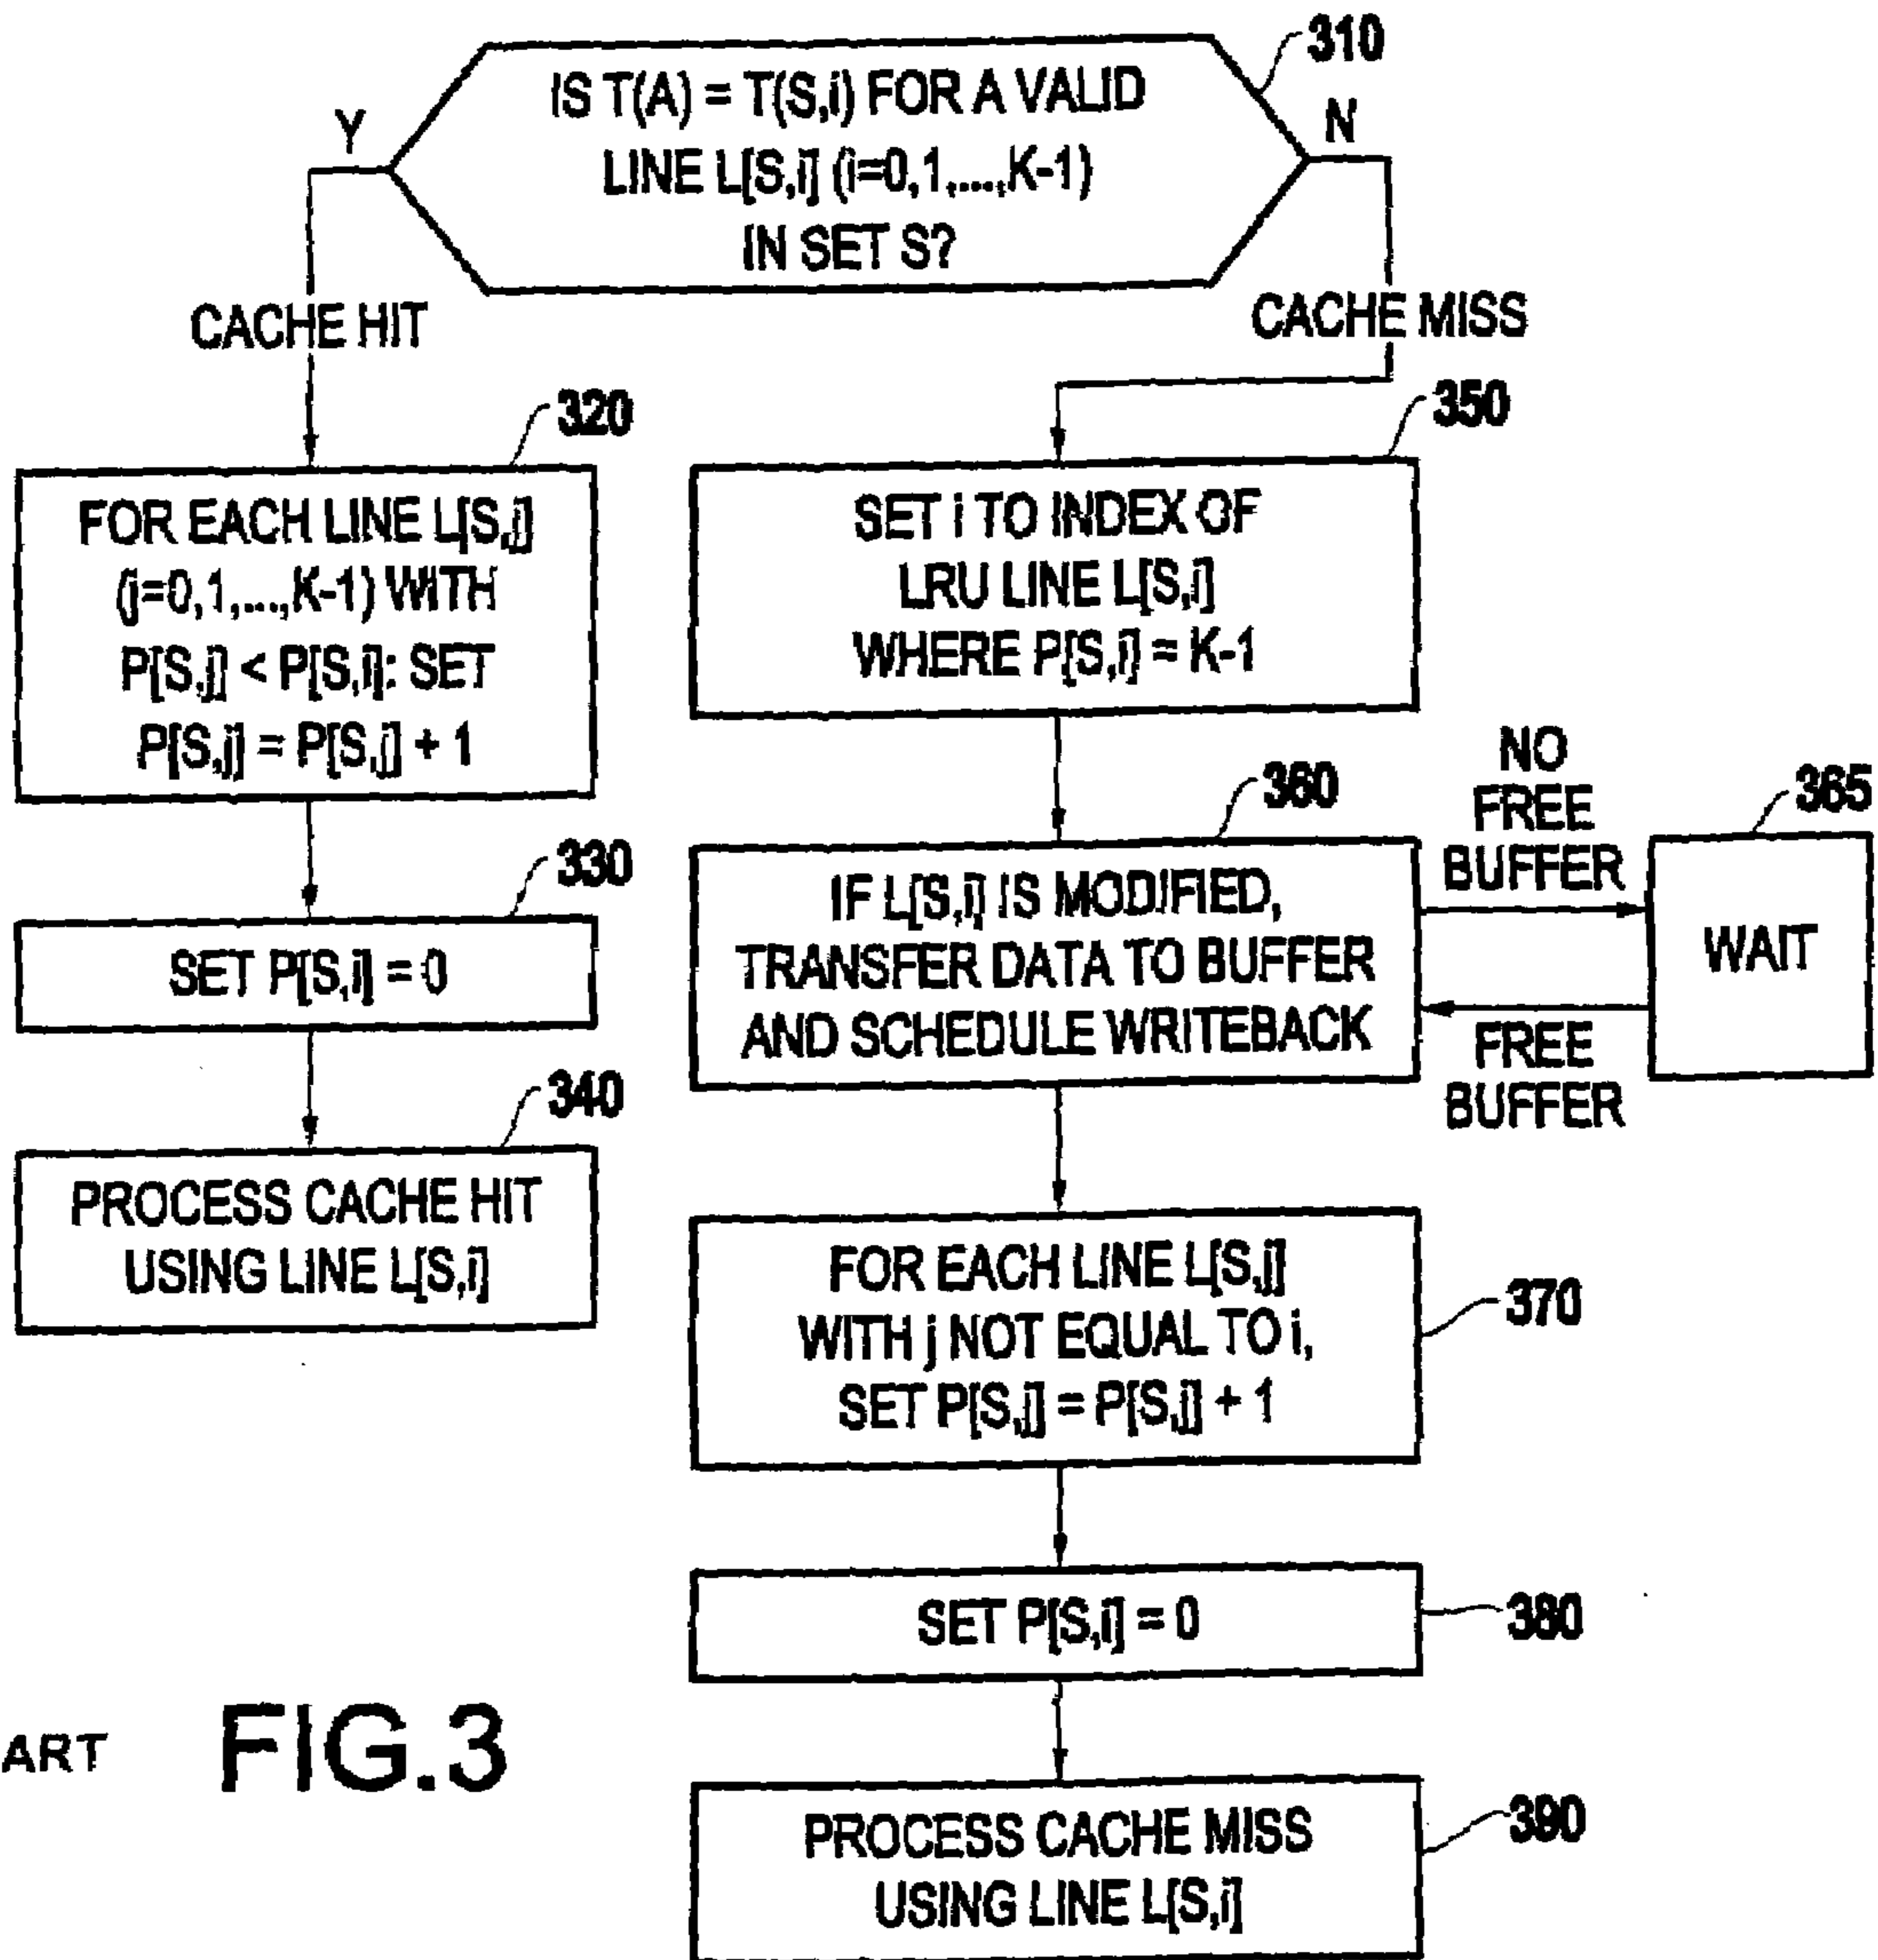 310
IS T(A) = T(S,i) FOR A VALID
LINE L[S,i] (i=0,1,...,K-1)
IN SET S?
Y
N
CACHE HIT
CACHE MISS
320
FOR EACH LINE L[S,j]
(j=0,1,...,K-1) WITH
P[S,j] < P[S,i]: SET
P[S,j] = P[S,j] + 1
330
SET P[S,i] = 0
340
PROCESS CACHE HIT
USING LINE L[S,i]
350
SET i TO INDEX OF
LRU LINE L[S,i]
WHERE P[S,i] = K-1
360
IF L[S,i] IS MODIFIED,
TRANSFER DATA TO BUFFER
AND SCHEDULE WRITEBACK
NO
FREE
BUFFER
365
WAIT
FREE
BUFFER
FOR EACH LINE L[S,j]
WITH j NOT EQUAL TO i,
SET P[S,j] = P[S,j] + 1
370
SET P[S,i] = 0
380
PROCESS CACHE MISS
USING LINE L[S,i]
390
ART FIG.3